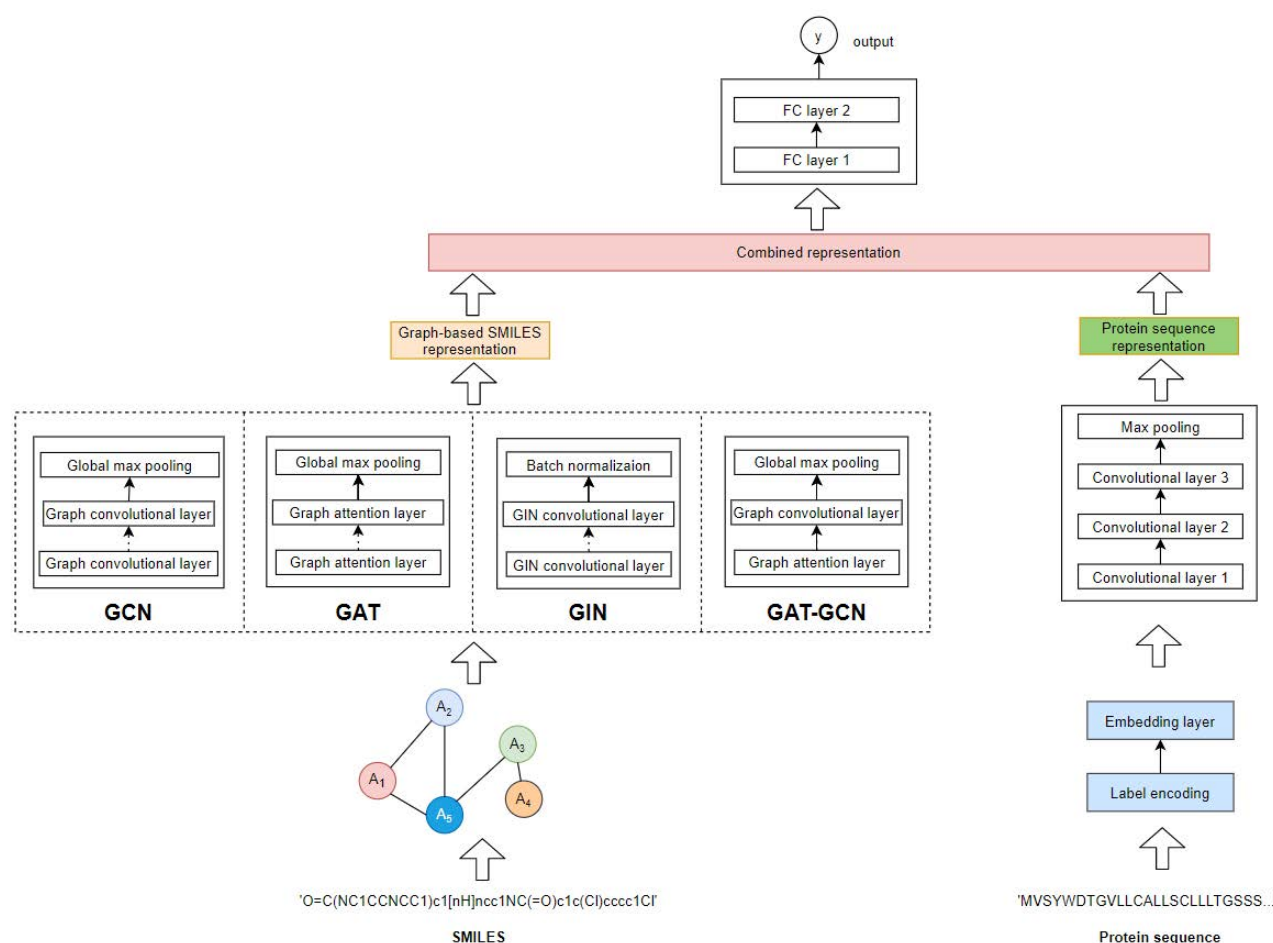 y
output
FC layer 2
FC layer 1
Combined representation
Graph-based SMILES
representation
Protein sequence
representation
Global max pooling
Graph convolutional layer
Graph convolutional layer
GCN
Global max pooling
Graph attention layer
Graph attention layer
GAT
Batch normalizaion
GIN convolutional layer
GIN convolutional layer
GIN
Global max pooling
Graph convolutional layer
Graph attention layer
GAT-GCN
Max pooling
Convolutional layer 3
Convolutional layer 2
Convolutional layer 1
A2
A1
A3
A4
A5
Embedding layer
Label encoding
'O=C(NC1CCNCC1)c1[nH]ncc1NC(=O)c1c(Cl)cccc1Cl'
SMILES
'MVSYWDTGVLLCALLSCLLLTGSSS...
Protein sequence